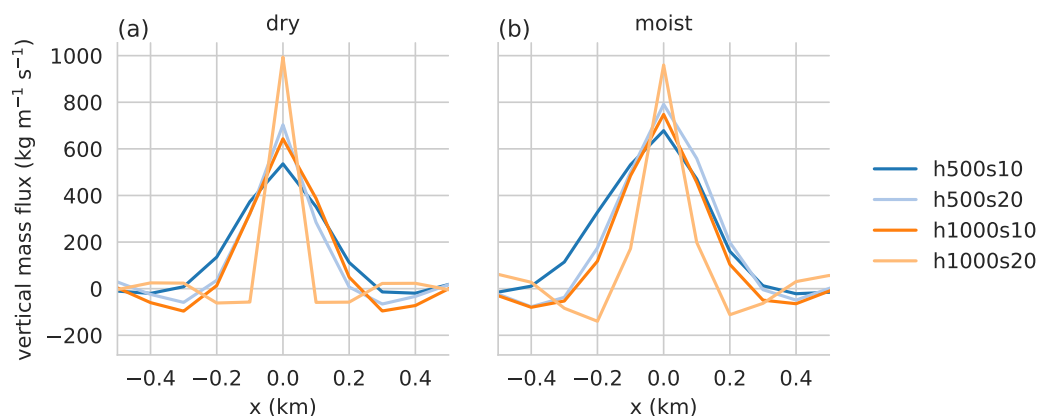 (a) dry
(b) moist
vertical mass flux (kg m⁻¹ s⁻¹)
1000
800
600
400
200
0
−200
−0.4 −0.2 0.0 0.2 0.4
−0.4 −0.2 0.0 0.2 0.4
x (km)
x (km)
h500s10
h500s20
h1000s10
h1000s20